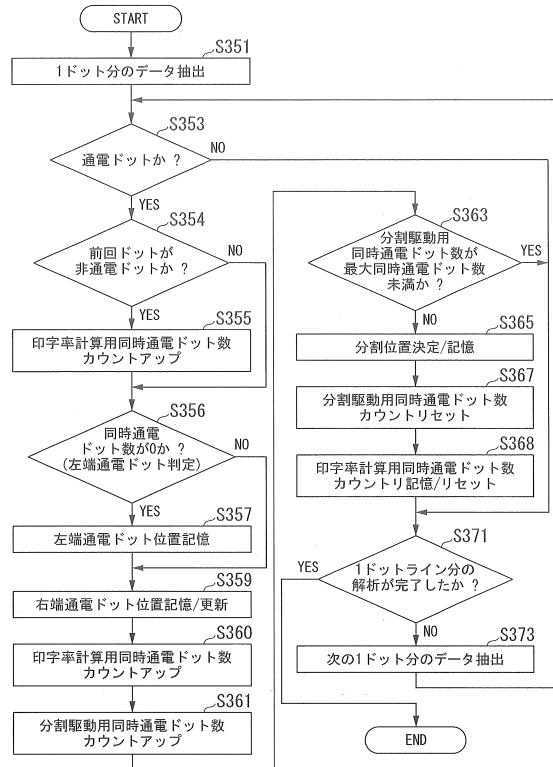 START
S351
1ドット分のデータ抽出
S353
通電ドットか ?
NO
YES
S354
前回ドットが
非通電ドットか ?
NO
YES
S355
印字率計算用同時通電ドット数
カウントアップ
S356
同時通電
ドット数が0か ?
(左端通電ドット判定)
NO
YES
S357
左端通電ドット位置記憶
S359
右端通電ドット位置記憶/更新
S360
印字率計算用同時通電ドット数
カウントアップ
S361
分割駆動用同時通電ドット数
カウントアップ
S363
分割駆動用
同時通電ドット数が
最大同時通電ドット数
未満か ?
YES
NO
S365
分割位置決定/記憶
S367
分割駆動用同時通電ドット数
カウントリセット
S368
印字率計算用同時通電ドット数
カウントリ記憶/リセット
S371
1ドットライン分の
解析が完了したか ?
YES
NO
S373
次の1ドット分のデータ抽出
END